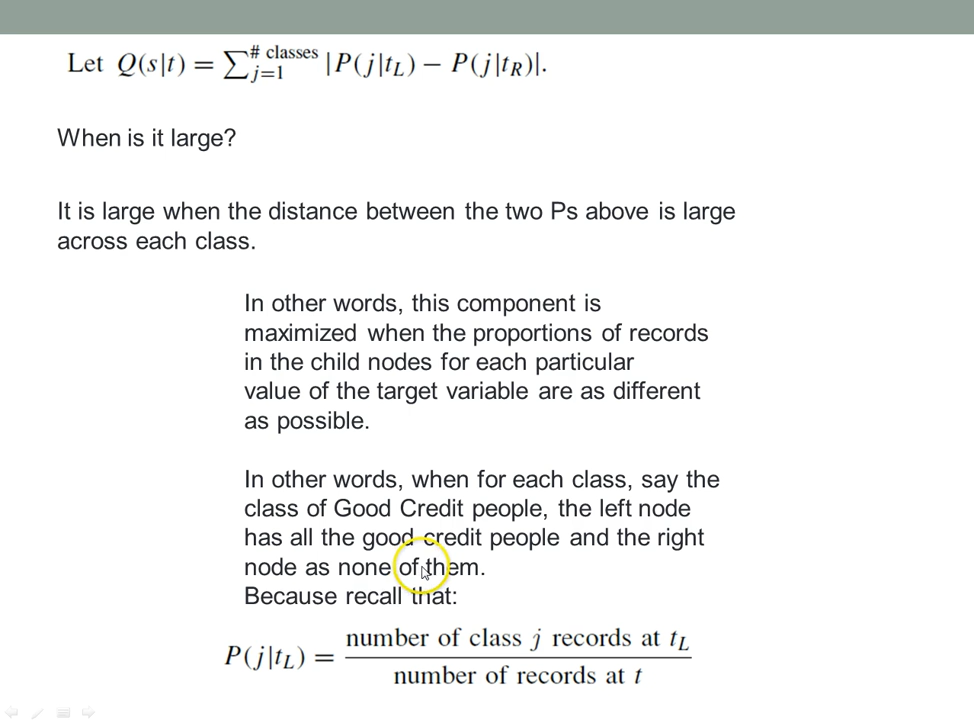 Let Q(s|t) = ∑_{j=1}^{# classes} |P(j|t_L) − P(j|t_R)|.
When is it large?
It is large when the distance between the two Ps above is large
across each class.
In other words, this component is
maximized when the proportions of records
in the child nodes for each particular
value of the target variable are as different
as possible.
In other words, when for each class, say the
class of Good Credit people, the left node
has all the good credit people and the right
node as none of them.
Because recall that:
P(j|t_L) = number of class j records at t_L / number of records at t